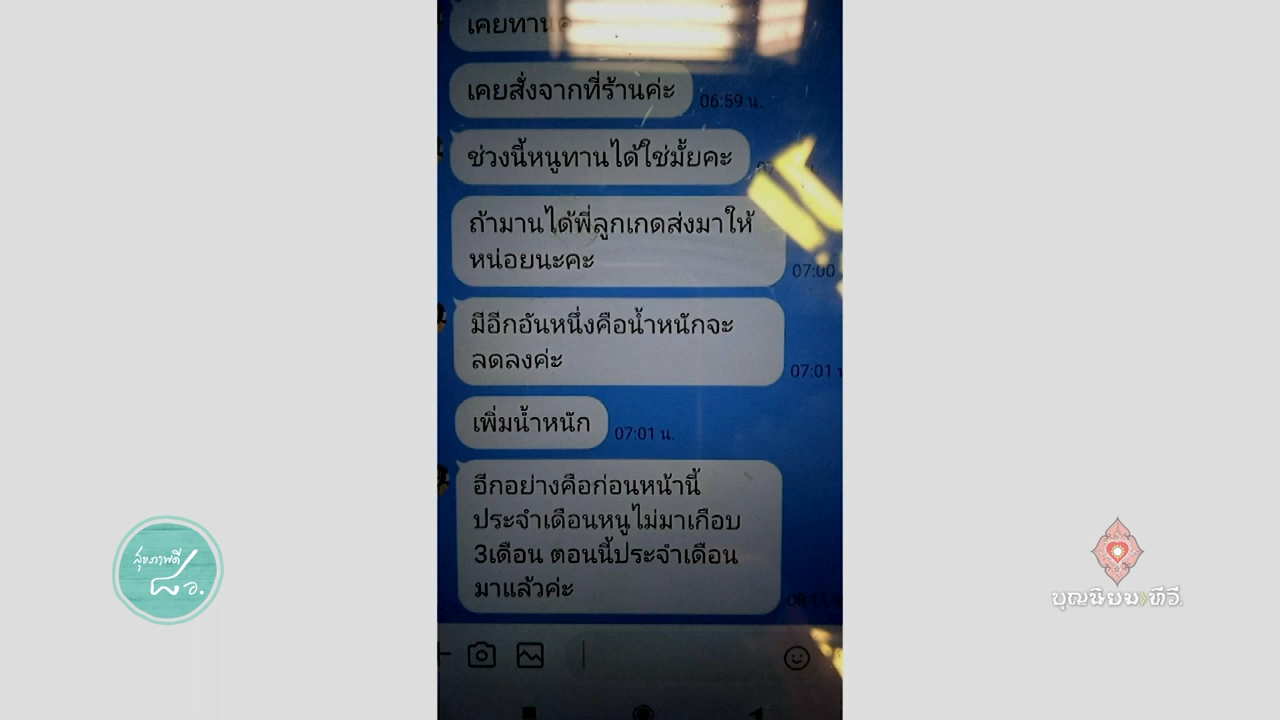 เคยทาน
เคยสั่งจากที่ร้านค่ะ
06:59 น.
ช่วงนี้หนูทานได้ใช่มั้ยคะ
ถ้ามานได้พี่ลูกเกดส่งมาให้
หน่อยนะคะ
07:00
มีอีกอันหนึ่งคือน้ำหนักจะ
ลดลงค่ะ
07:01
เพิ่มน้ำหนัก
07:01 น.
อีกอย่างคือก่อนหน้านี้
ประจำเดือนหนูไม่มาเกือบ
3เดือน ตอนนี้ประจำเดือน
มาแล้วค่ะ
สุขภาพดี
๘ อ.
บุญนิยมทีวี